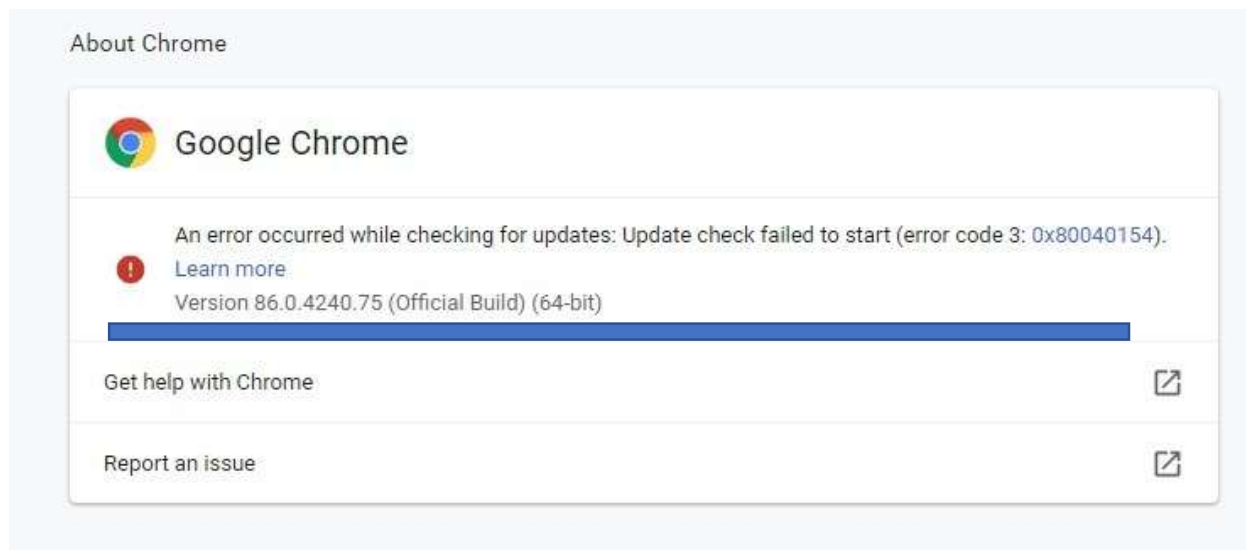 About Chrome
Google Chrome
An error occurred while checking for updates: Update check failed to start (error code 3: 0x80040154).
Learn more
Version 86.0.4240.75 (Official Build) (64-bit)
Get help with Chrome
Report an issue